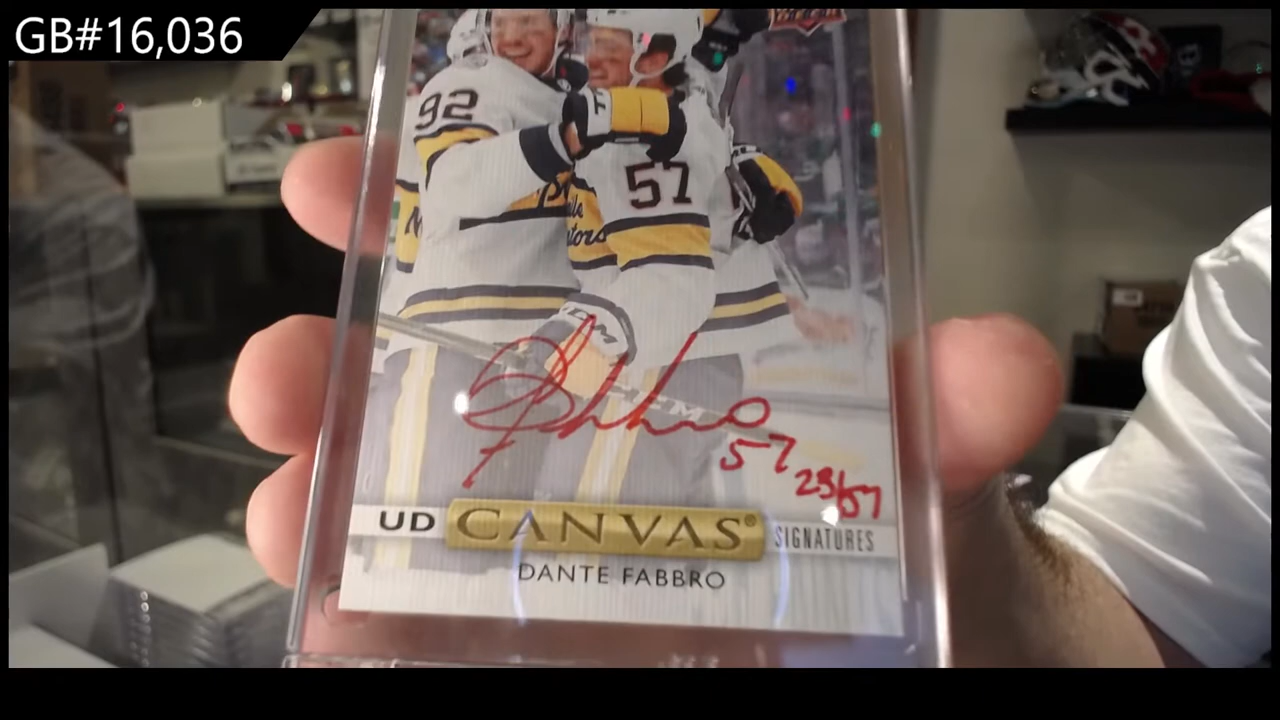 GB#16,036
92
57
57
23/57
UD CANVAS® SIGNATURES
DANTE FABBRO